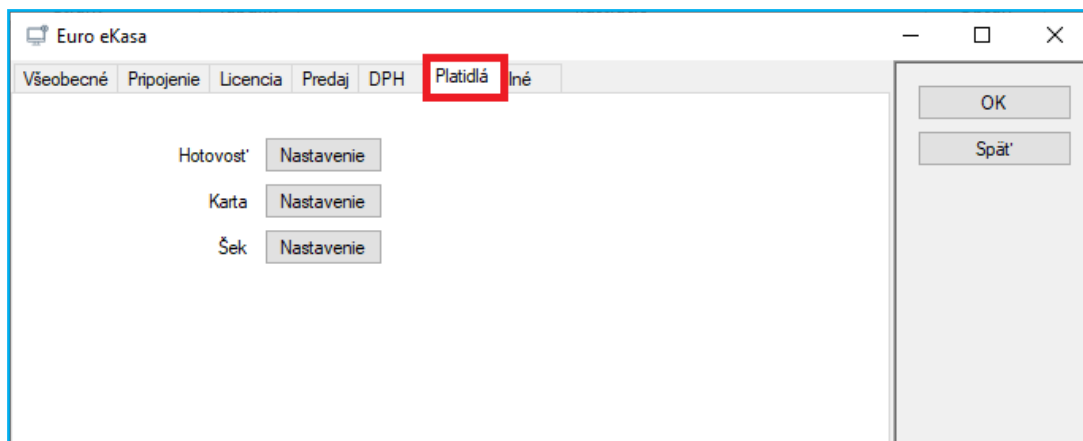 Euro eKasa
Všeobecné Pripojenie Licencia Predaj DPH Platidlá Iné
OK
Späť
Hotovosť Nastavenie
Karta Nastavenie
Šek Nastavenie